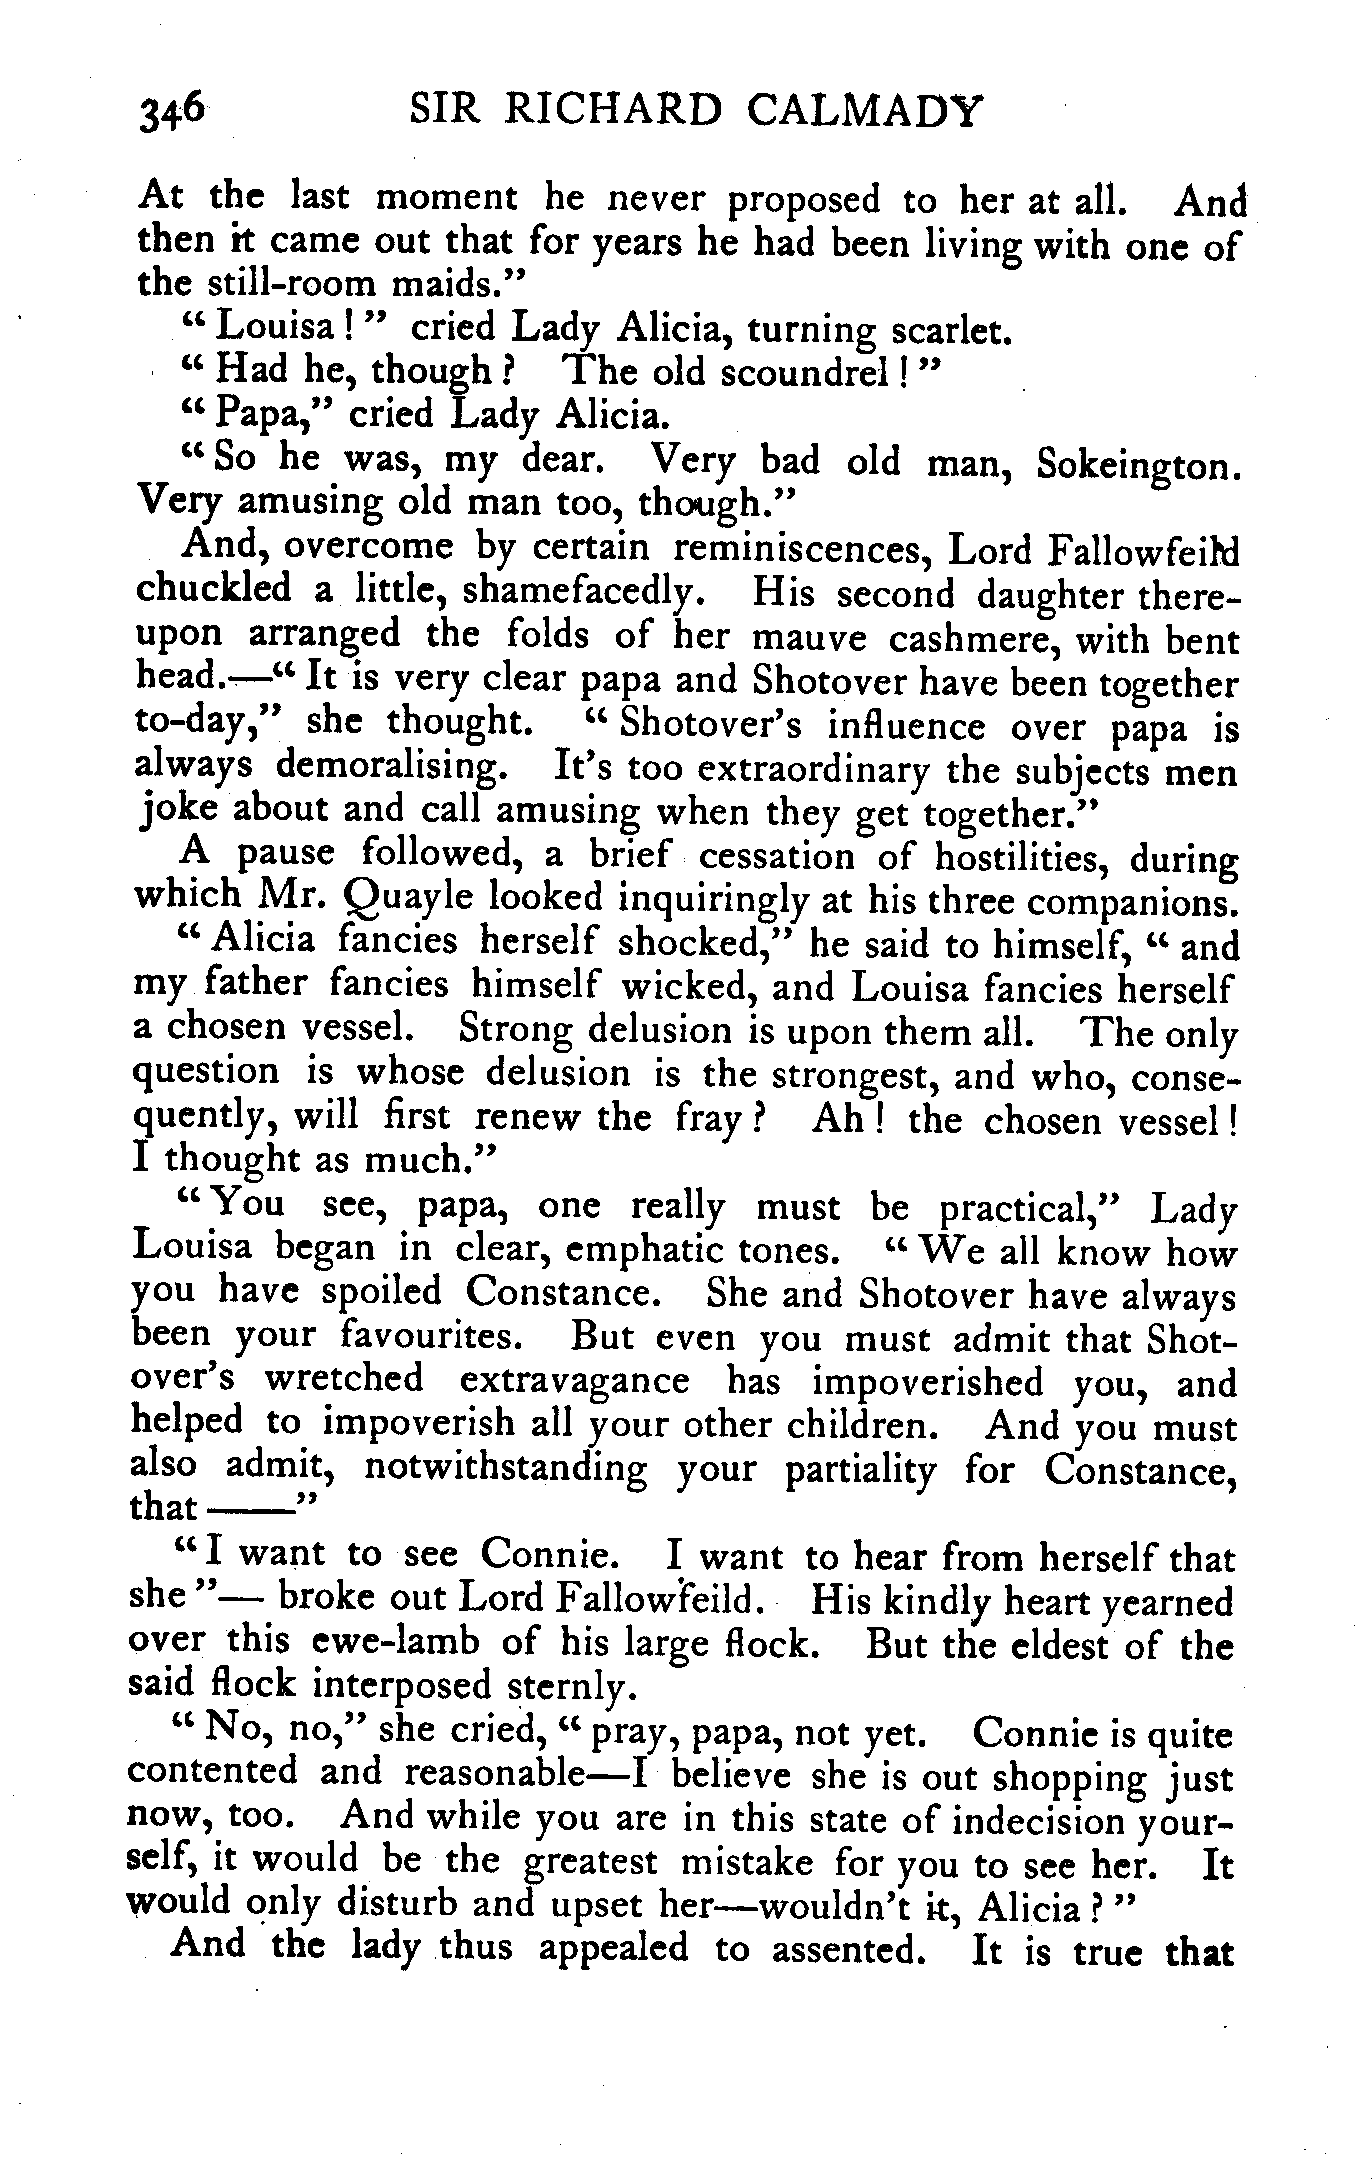 346 SIR RICHARD CALMADY
At the last moment he never proposed to her at all. And
then it came out that for years he had been living with one of
the still-room maids."
"Louisa!" cried Lady Alicia, turning scarlet.
"Had he, though? The old scoundrel!"
"Papa," cried Lady Alicia.
"So he was, my dear. Very bad old man, Sokeington.
Very amusing old man too, though."
And, overcome by certain reminiscences, Lord Fallowfeild
chuckled a little, shamefacedly. His second daughter there-
upon arranged the folds of her mauve cashmere, with bent
head.—"It is very clear papa and Shotover have been together
to-day," she thought. "Shotover's influence over papa is
always demoralising. It's too extraordinary the subjects men
joke about and call amusing when they get together."
A pause followed, a brief cessation of hostilities, during
which Mr. Quayle looked inquiringly at his three companions.
"Alicia fancies herself shocked," he said to himself, "and
my father fancies himself wicked, and Louisa fancies herself
a chosen vessel. Strong delusion is upon them all. The only
question is whose delusion is the strongest, and who, conse-
quently, will first renew the fray? Ah! the chosen vessel!
I thought as much."
"You see, papa, one really must be practical," Lady
Louisa began in clear, emphatic tones. "We all know how
you have spoiled Constance. She and Shotover have always
been your favourites. But even you must admit that Shot-
over's wretched extravagance has impoverished you, and
helped to impoverish all your other children. And you must
also admit, notwithstanding your partiality for Constance,
that ——"
"I want to see Connie. I want to hear from herself that
she"— broke out Lord Fallowfeild. His kindly heart yearned
over this ewe-lamb of his large flock. But the eldest of the
said flock interposed sternly.
"No, no," she cried, "pray, papa, not yet. Connie is quite
contented and reasonable—I believe she is out shopping just
now, too. And while you are in this state of indecision your-
self, it would be the greatest mistake for you to see her. It
would only disturb and upset her—wouldn't it, Alicia?"
And the lady thus appealed to assented. It is true that